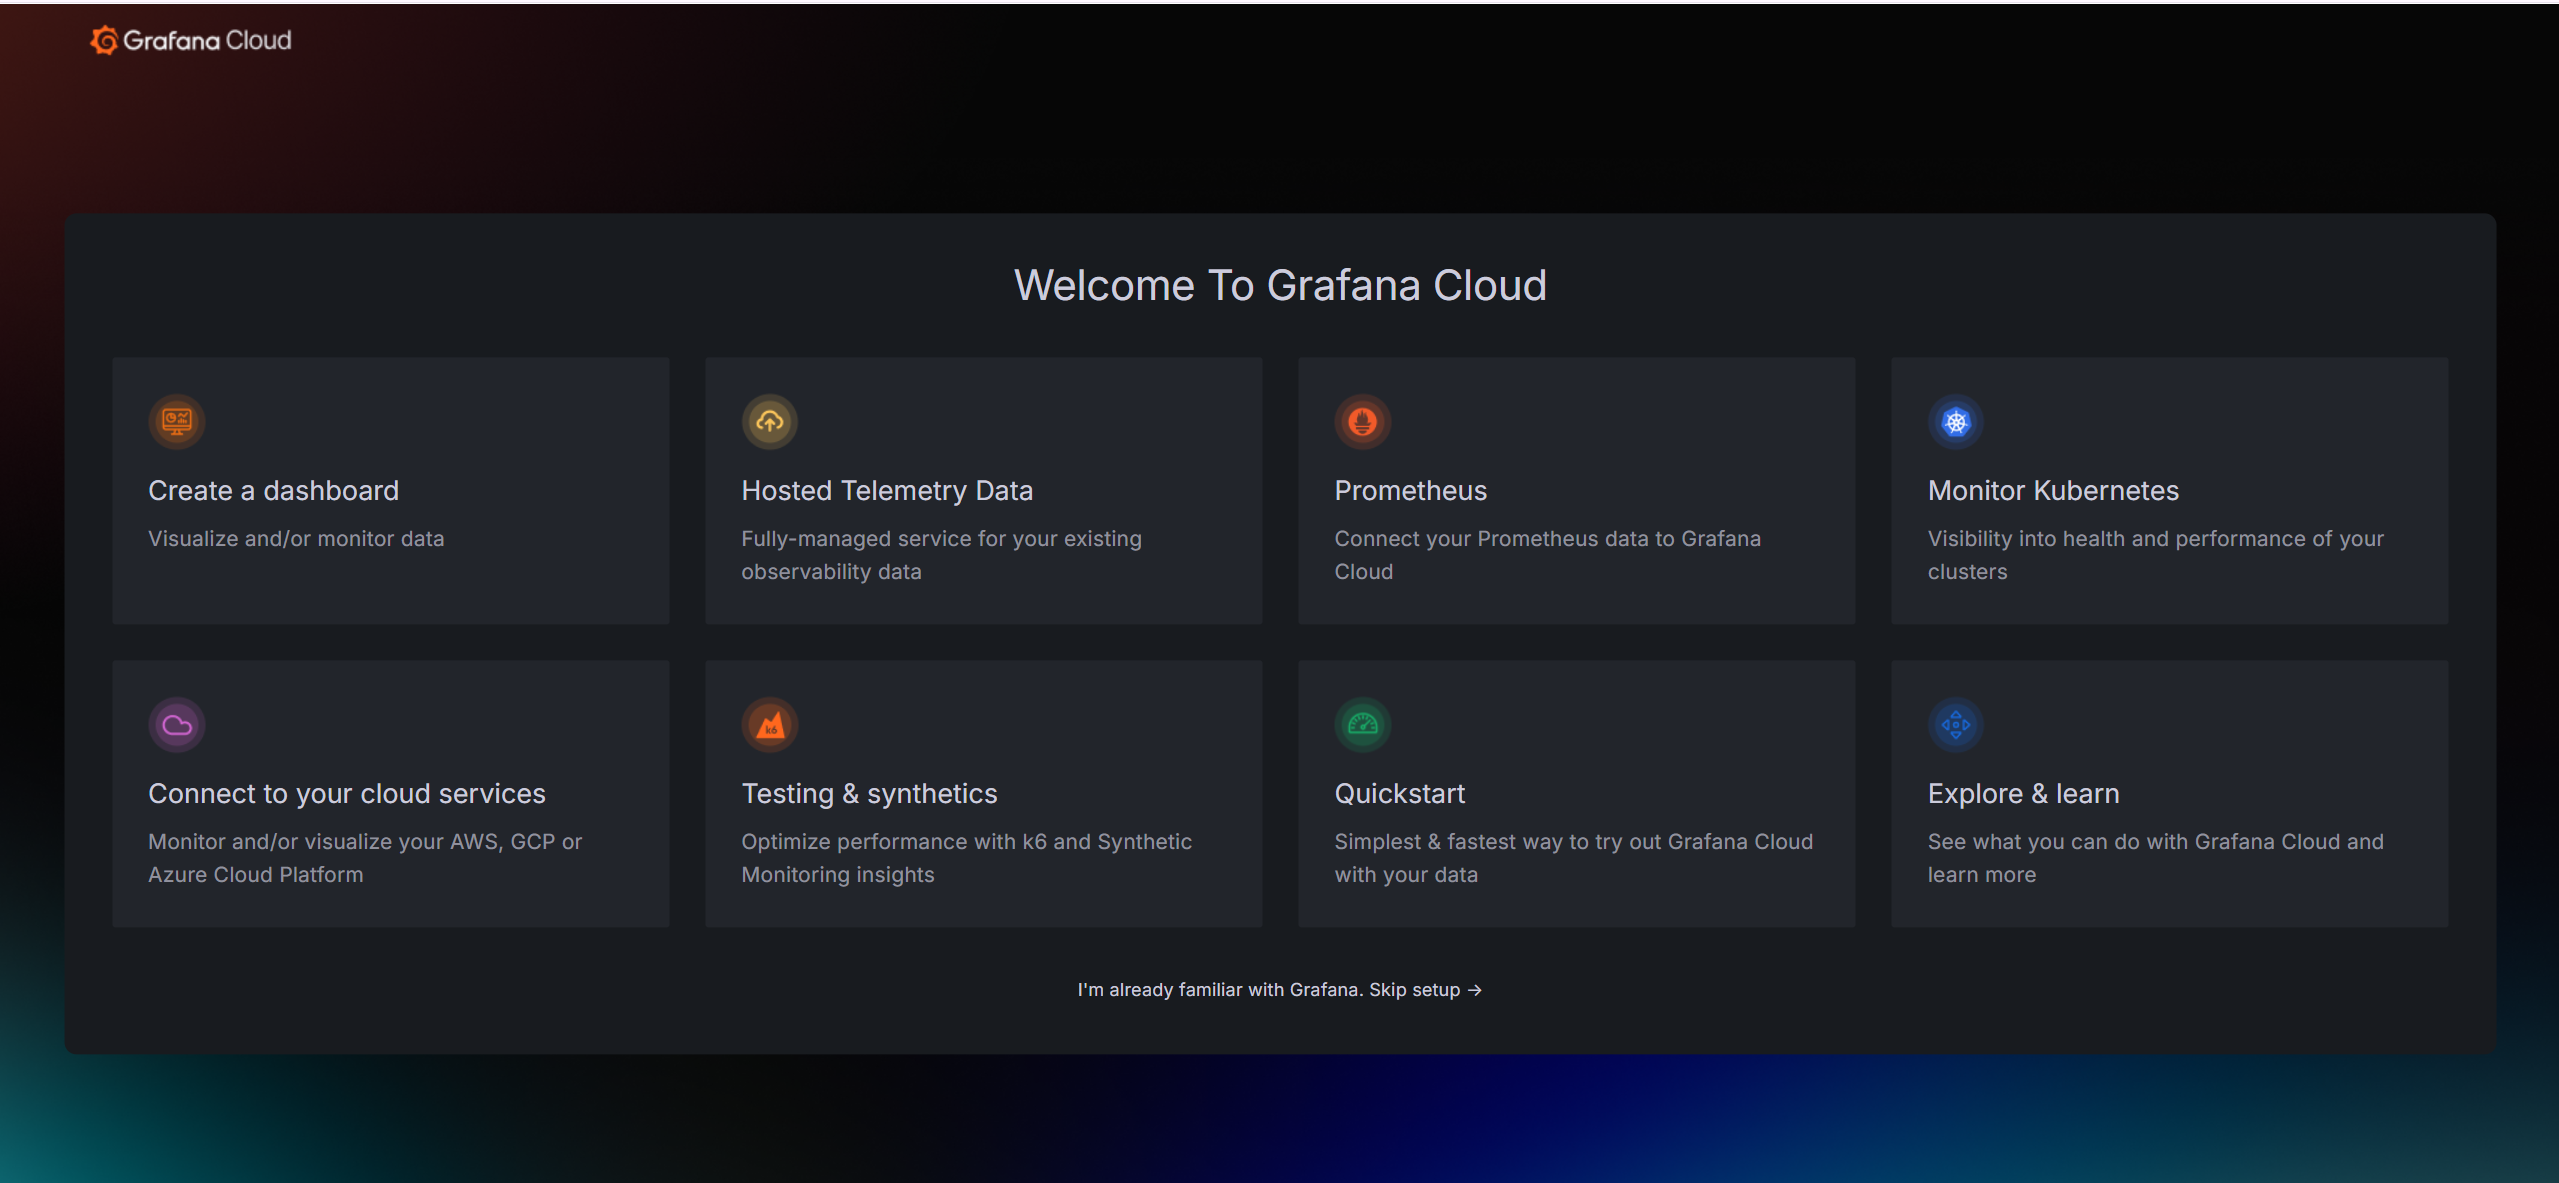 Grafana Cloud
Welcome To Grafana Cloud
Create a dashboard
Visualize and/or monitor data
Hosted Telemetry Data
Fully-managed service for your existing
observability data
Prometheus
Connect your Prometheus data to Grafana
Cloud
Monitor Kubernetes
Visibility into health and performance of your
clusters
Connect to your cloud services
Monitor and/or visualize your AWS, GCP or
Azure Cloud Platform
k6
Testing & synthetics
Optimize performance with k6 and Synthetic
Monitoring insights
Quickstart
Simplest & fastest way to try out Grafana Cloud
with your data
Explore & learn
See what you can do with Grafana Cloud and
learn more
I'm already familiar with Grafana. Skip setup →